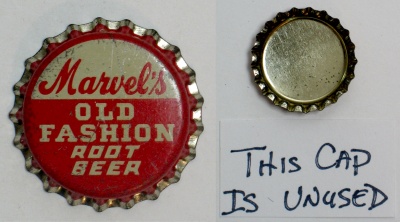 Marvel's
OLD
FASHION
ROOT
BEER
THIS CAP
IS UNUSED